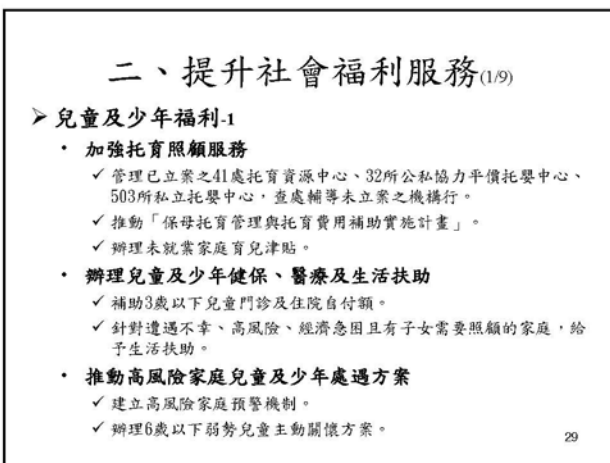 二、提升社會福利服務(1/9)
➢ 兒童及少年福利-1
• 加強托育照顧服務
✓ 管理已立案之41處托育資源中心、32所公私協力平價托嬰中心、
503所私立托嬰中心，查處輔導未立案之機構行。
✓ 推動「保母托育管理與托育費用補助實施計畫」。
✓ 辦理未就業家庭育兒津貼。
• 辦理兒童及少年健保、醫療及生活扶助
✓ 補助3歲以下兒童門診及住院自付額。
✓ 針對遭遇不幸、高風險、經濟急困且有子女需要照顧的家庭，給
予生活扶助。
• 推動高風險家庭兒童及少年處遇方案
✓ 建立高風險家庭預警機制。
✓ 辦理6歲以下弱勢兒童主動關懷方案。
29